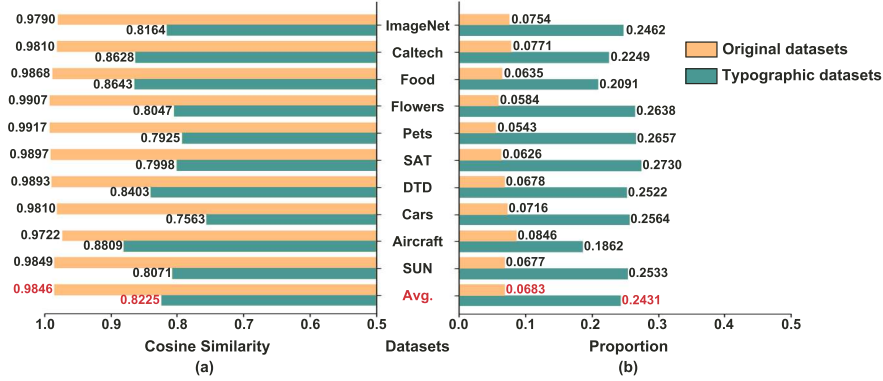 0.9790 ImageNet 0.0754
0.8164 0.2462
0.9810 Caltech 0.0771
0.8628 0.2249
0.9868 Food 0.0635
0.8643 0.2091
0.9907 Flowers 0.0584
0.8047 0.2638
0.9917 Pets 0.0543
0.7925 0.2657
0.9897 SAT 0.0626
0.7998 0.2730
0.9893 DTD 0.0678
0.8403 0.2522
0.9810 Cars 0.0716
0.7563 0.2564
0.9722 Aircraft 0.0846
0.8809 0.1862
0.9849 SUN 0.0677
0.8071 0.2533
0.9846 Avg. 0.0683
0.8225 0.2431
Original datasets
Typographic datasets
1.0 0.9 0.8 0.7 0.6 0.5 0.0 0.1 0.2 0.3 0.4 0.5
Cosine Similarity Datasets Proportion
(a) (b)